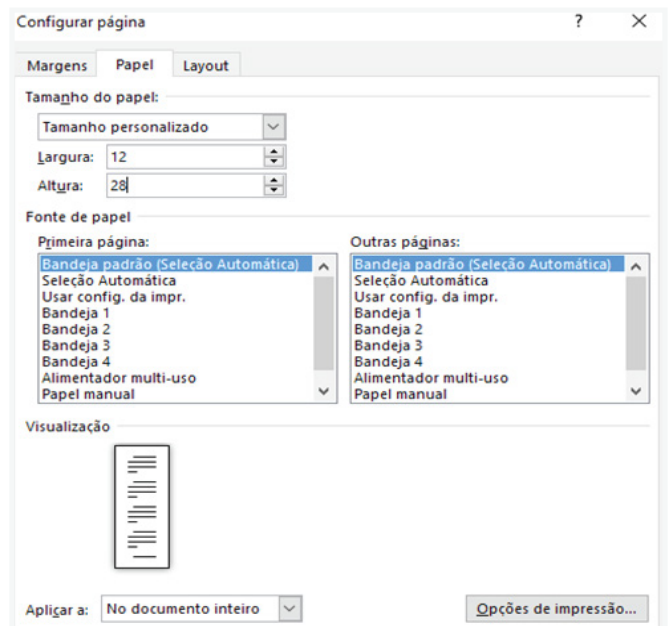 Configurar página ? ×
Margens Papel Layout
Tamanho do papel:
Tamanho personalizado
Largura: 12
Altura: 28
Fonte de papel
Primeira página: Outras páginas:
Bandeja padrão (Seleção Automática) Bandeja padrão (Seleção Automática)
Seleção Automática Seleção Automática
Usar config. da impr. Usar config. da impr.
Bandeja 1 Bandeja 1
Bandeja 2 Bandeja 2
Bandeja 3 Bandeja 3
Bandeja 4 Bandeja 4
Alimentador multi-uso Alimentador multi-uso
Papel manual Papel manual
Visualização
Aplicar a: No documento inteiro Opções de impressão...